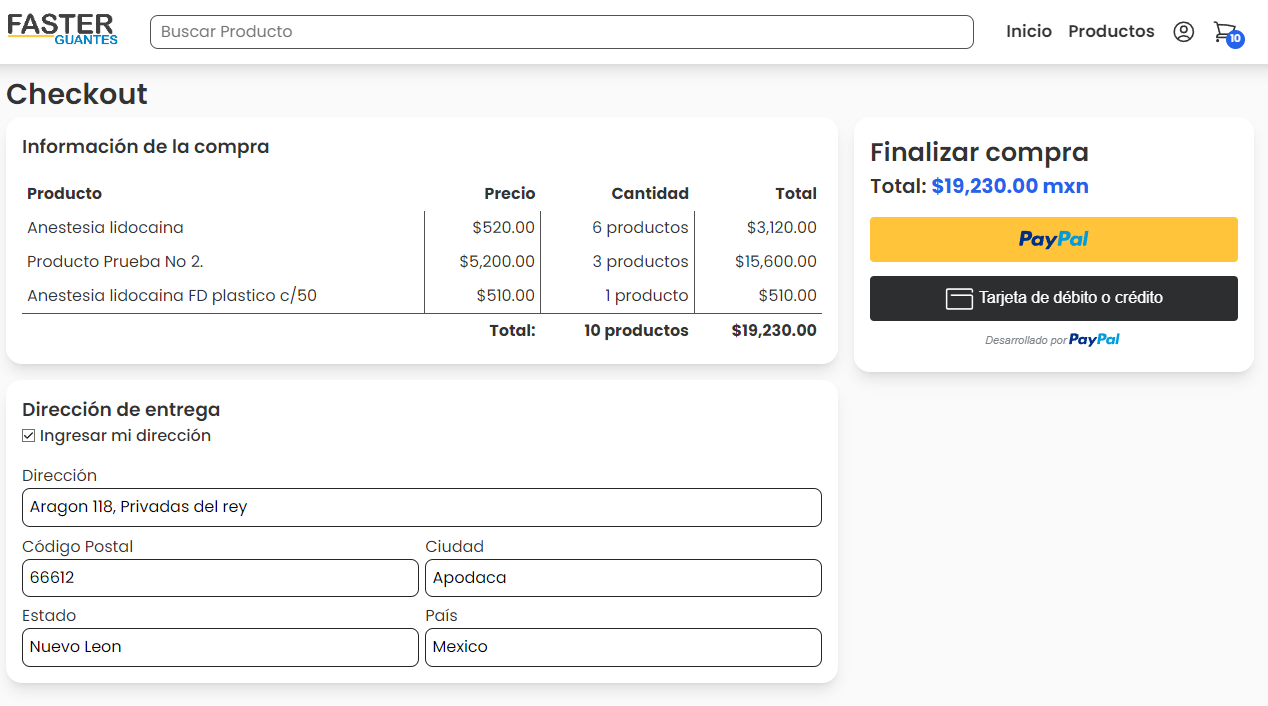 FASTER
GUANTES
Buscar Producto
Inicio Productos 10
Checkout
Información de la compra
Producto Precio Cantidad Total
Anestesia lidocaina $520.00 6 productos $3,120.00
Producto Prueba No 2. $5,200.00 3 productos $15,600.00
Anestesia lidocaina FD plastico c/50 $510.00 1 producto $510.00
Total: 10 productos $19,230.00
Finalizar compra
Total: $19,230.00 mxn
PayPal
Tarjeta de débito o crédito
Desarrollado por PayPal
Dirección de entrega
Ingresar mi dirección
Dirección
Aragon 118, Privadas del rey
Código Postal Ciudad
66612 Apodaca
Estado País
Nuevo Leon Mexico